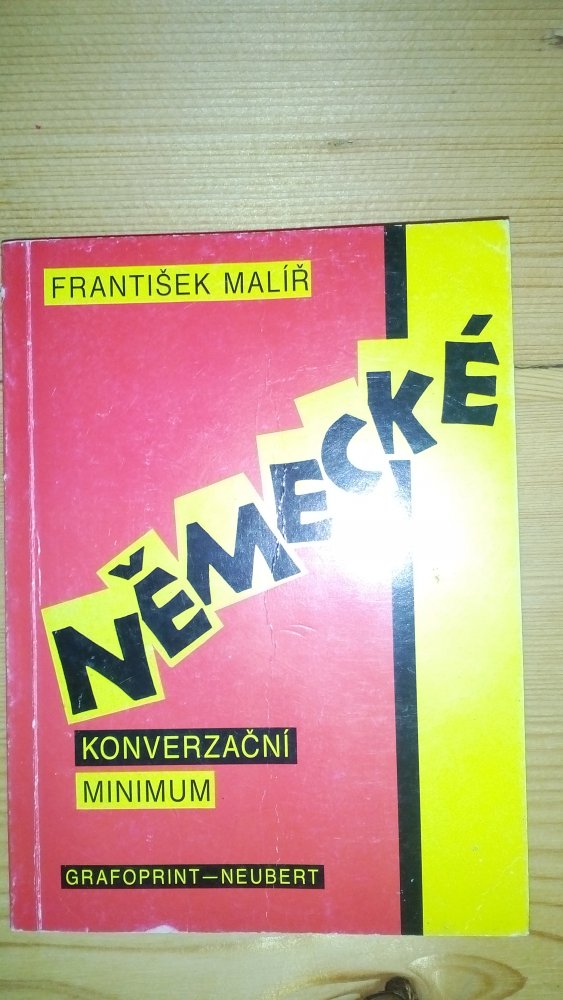 FRANTIŠEK MALÍŘ
NĚMECKÉ
KONVERZAČNÍ
MINIMUM
GRAFOPRINT—NEUBERT